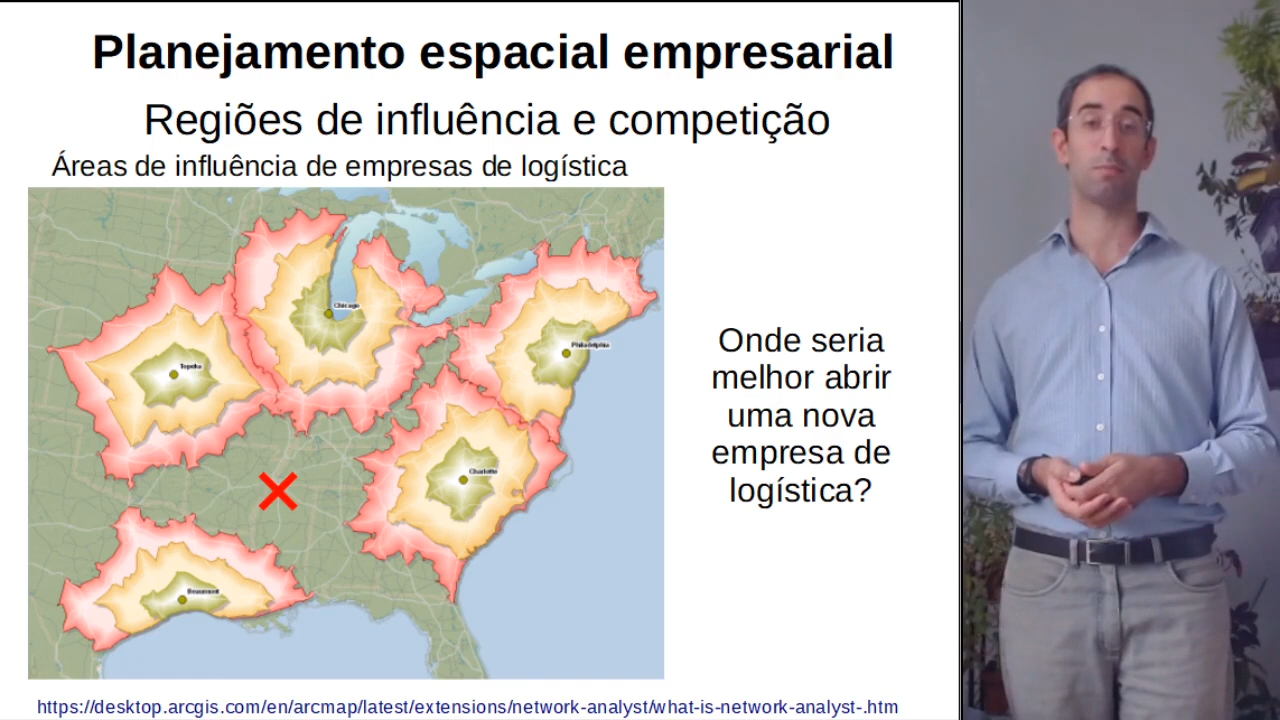 Planejamento espacial empresarial
Regiões de influência e competição
Áreas de influência de empresas de logística
Chicago
Philadelphia
Topeka
Charlotte
Beaumont
Onde seria
melhor abrir
uma nova
empresa de
logística?
https://desktop.arcgis.com/en/arcmap/latest/extensions/network-analyst/what-is-network-analyst-.htm